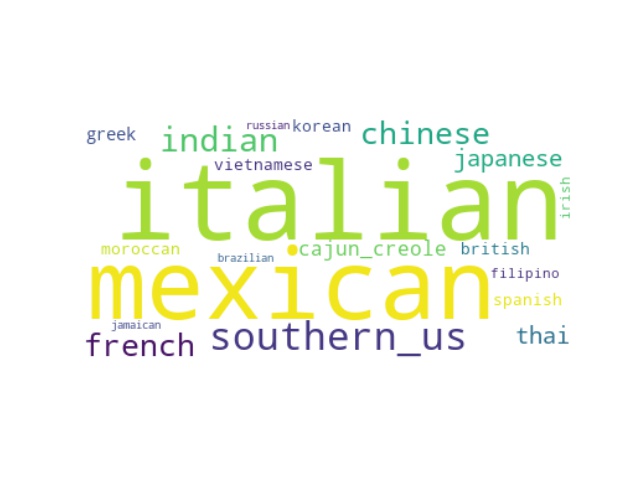 russian korean
greek indian chinese
vietnamese japanese
italian
irish
moroccan cajun_creole british
brazilian
mexican filipino
spanish
jamaican
french southern_us thai